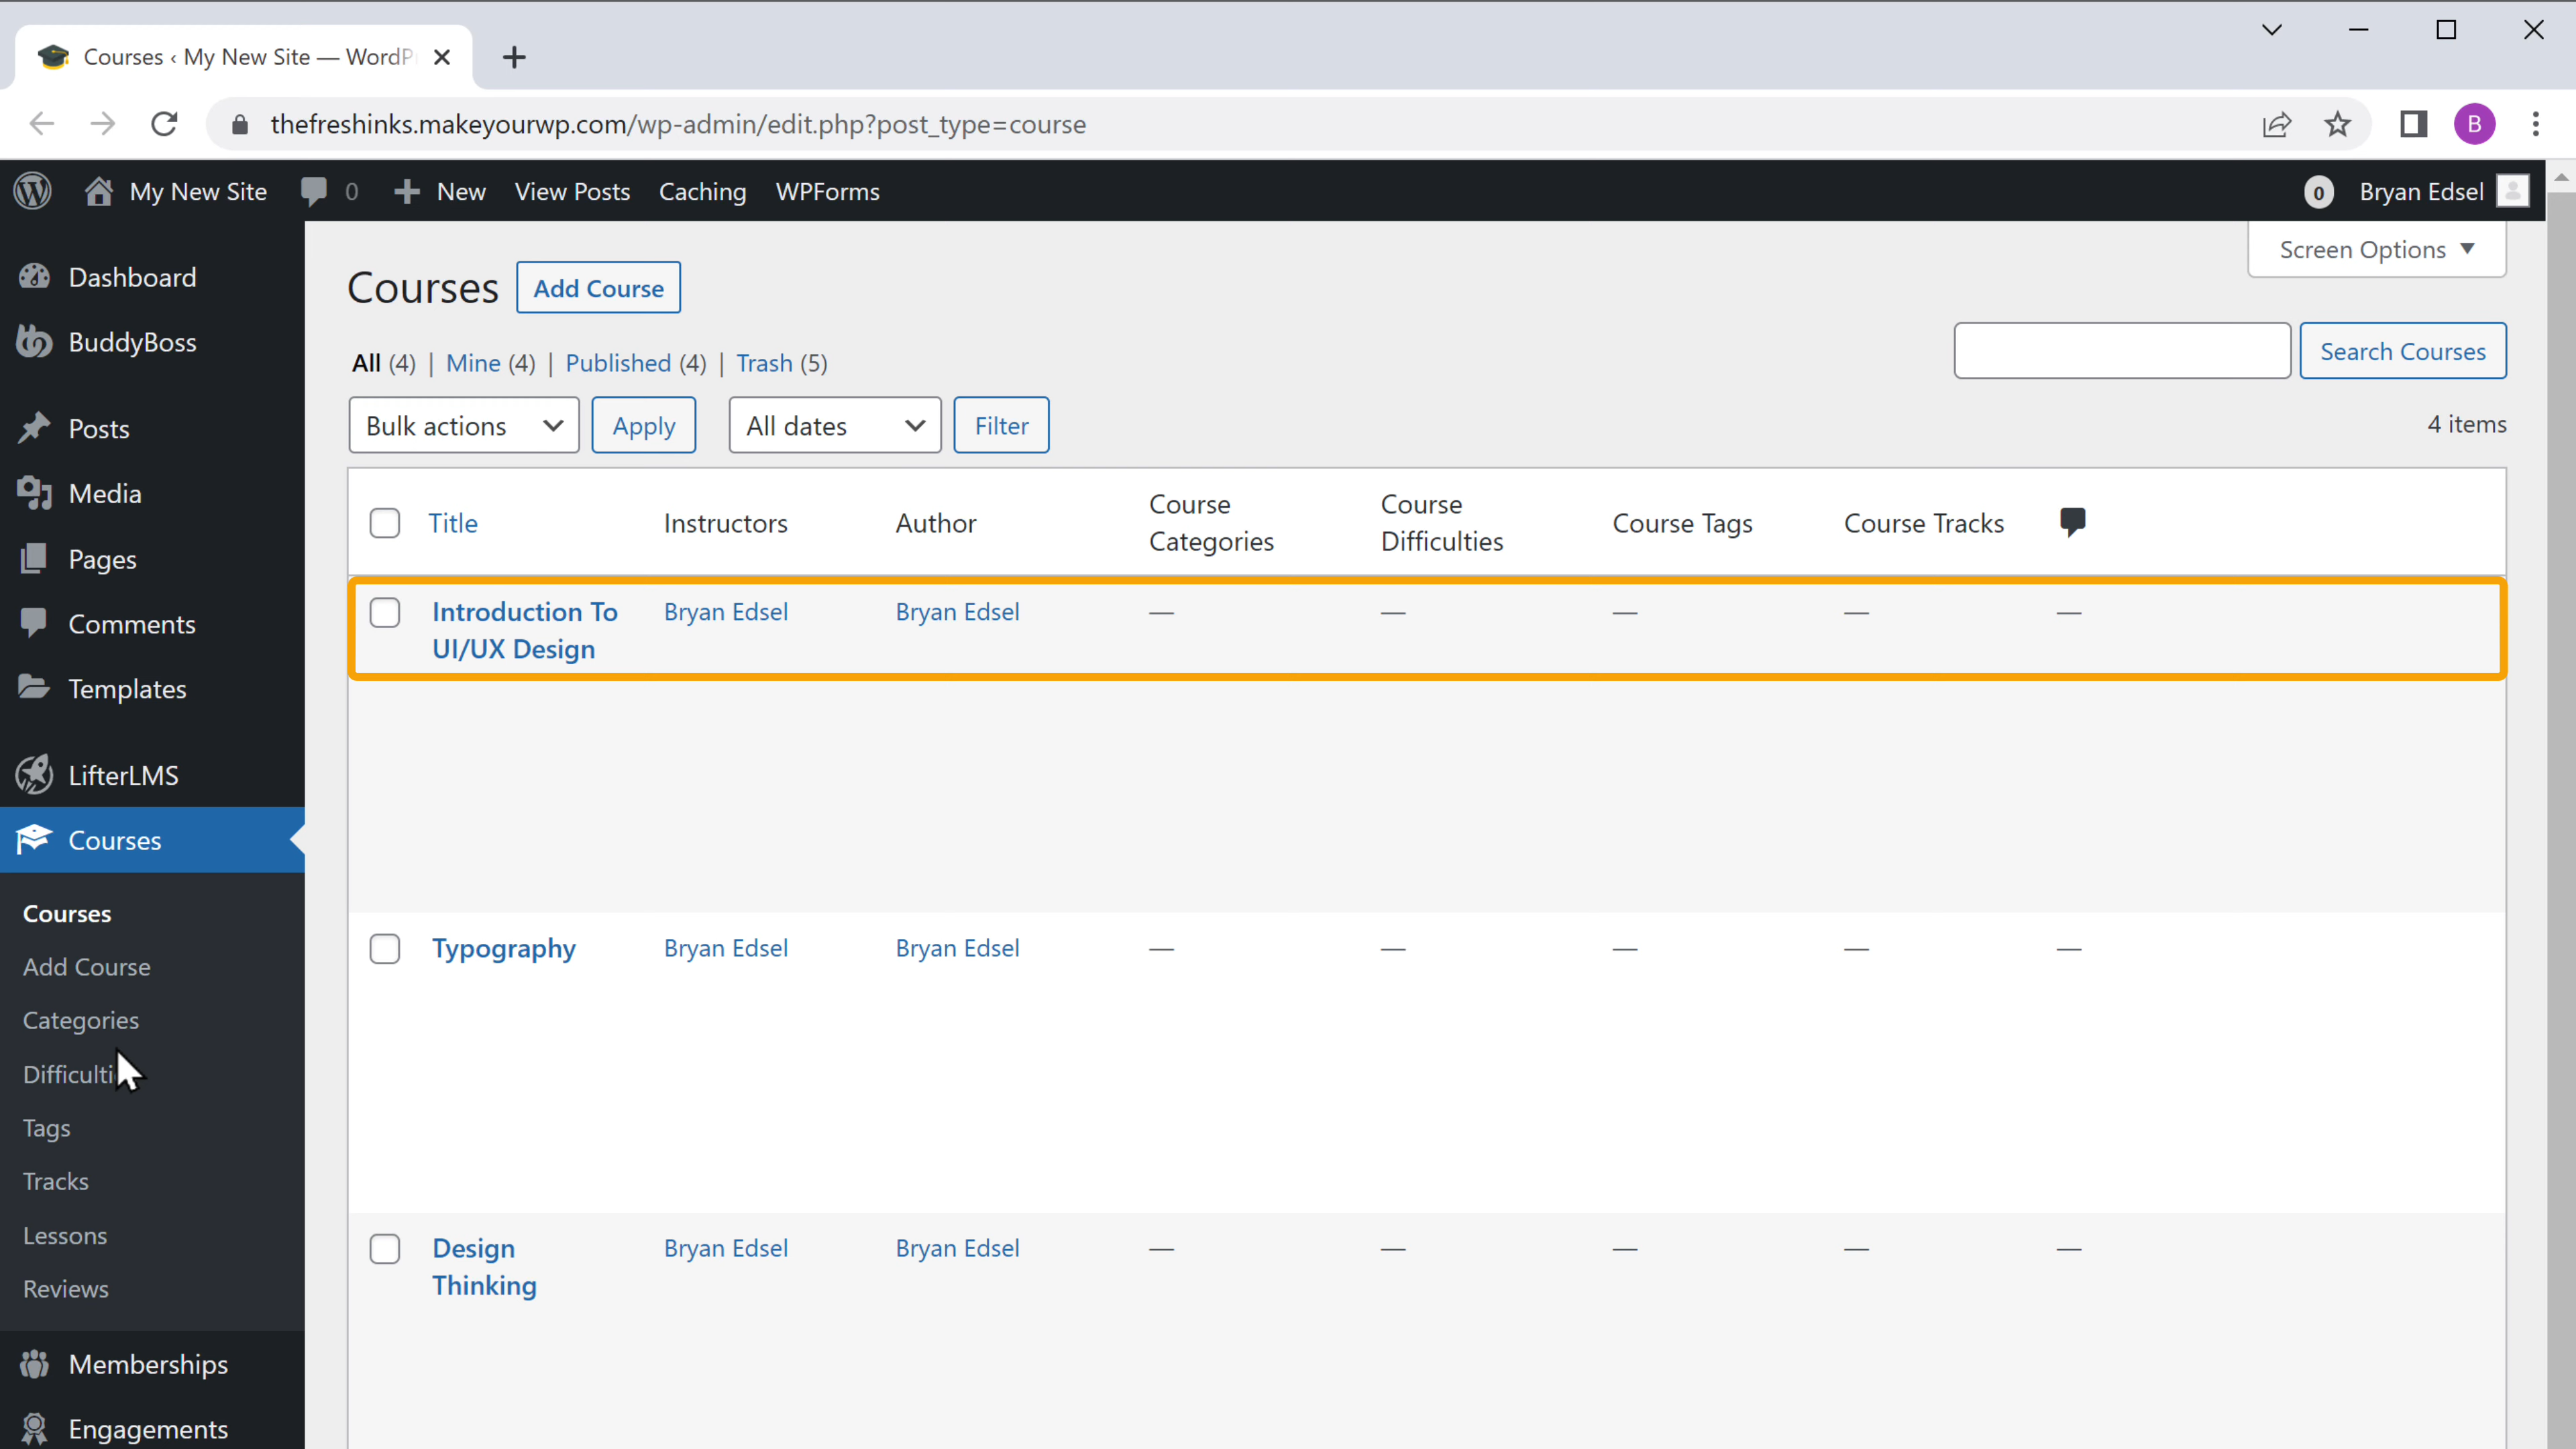 Courses ‹ My New Site — WordP
thefreshinks.makeyourwp.com/wp-admin/edit.php?post_type=course
B
My New Site 0 New View Posts Caching WPForms 0 Bryan Edsel
Screen Options
Dashboard
BuddyBoss
Posts
Media
Pages
Comments
Templates
LifterLMS
Courses
Courses
Add Course
Categories
Difficulti
Tags
Tracks
Lessons
Reviews
Memberships
Engagements
Courses Add Course
All (4) | Mine (4) | Published (4) | Trash (5)
Search Courses
Bulk actions Apply All dates Filter
4 items
Title Instructors Author Course Categories Course Difficulties Course Tags Course Tracks
Introduction To Bryan Edsel Bryan Edsel — — — — —
UI/UX Design
Typography Bryan Edsel Bryan Edsel — — — — —
Design Bryan Edsel Bryan Edsel — — — — —
Thinking